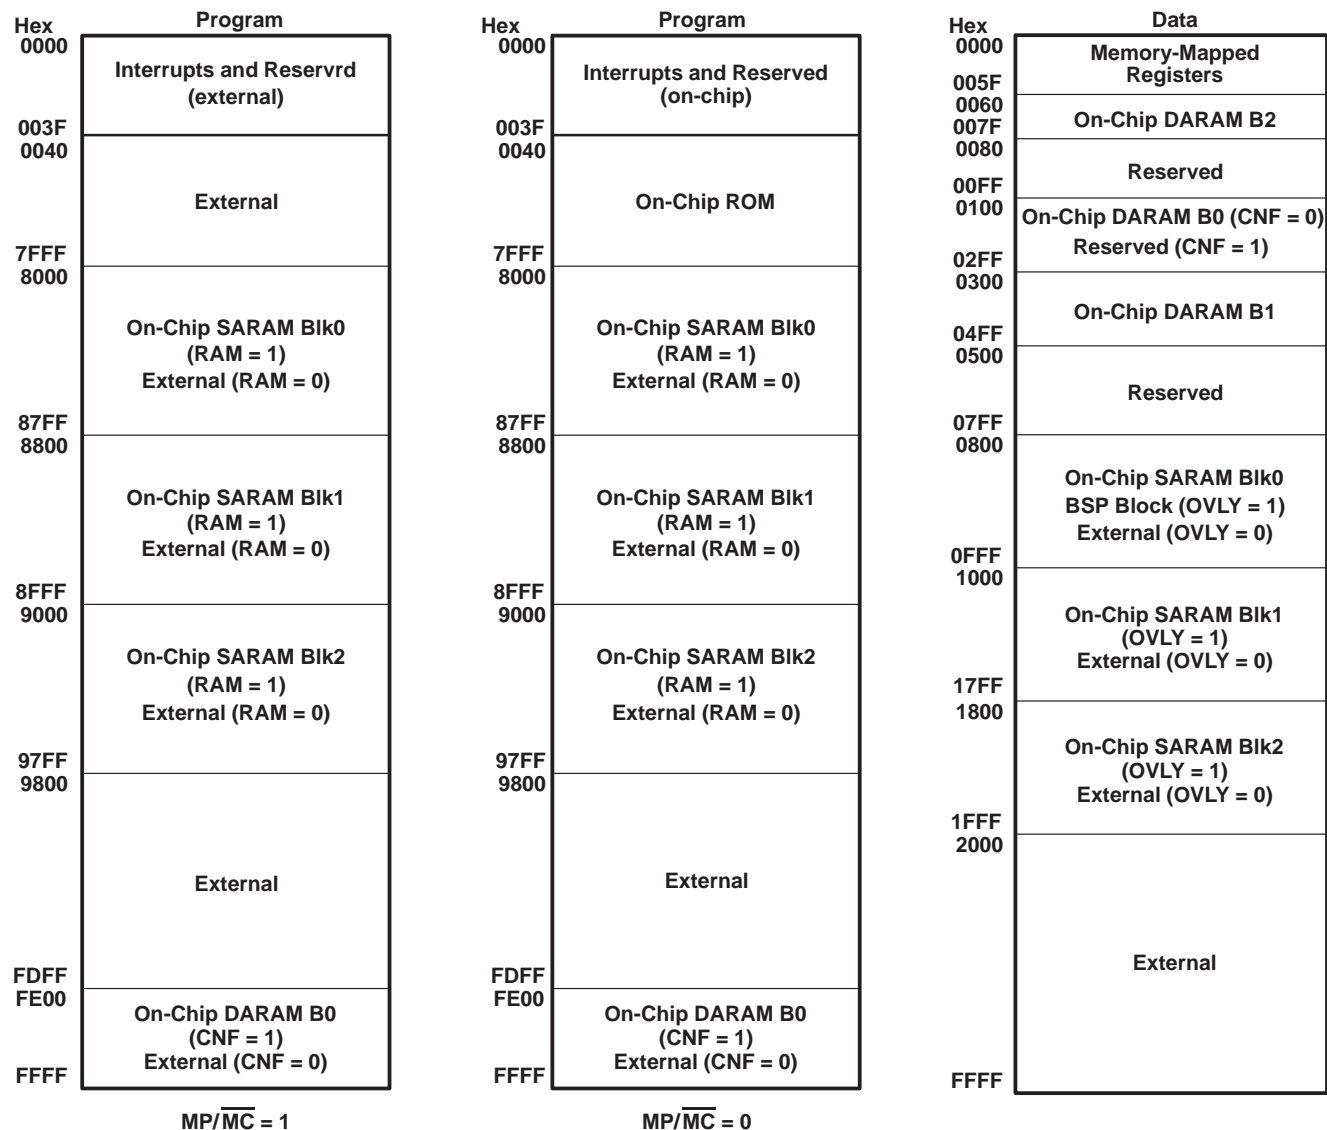 Hex
Program
0000
Interrupts and Reservrd
(external)
003F
0040
External
7FFF
8000
On-Chip SARAM Blk0
(RAM = 1)
External (RAM = 0)
87FF
8800
On-Chip SARAM Blk1
(RAM = 1)
External (RAM = 0)
8FFF
9000
On-Chip SARAM Blk2
(RAM = 1)
External (RAM = 0)
97FF
9800
External
FDFF
FE00
On-Chip DARAM B0
(CNF = 1)
External (CNF = 0)
FFFF
MP/M̅C̅ = 1
Hex
Program
0000
Interrupts and Reserved
(on-chip)
003F
0040
On-Chip ROM
7FFF
8000
On-Chip SARAM Blk0
(RAM = 1)
External (RAM = 0)
87FF
8800
On-Chip SARAM Blk1
(RAM = 1)
External (RAM = 0)
8FFF
9000
On-Chip SARAM Blk2
(RAM = 1)
External (RAM = 0)
97FF
9800
External
FDFF
FE00
On-Chip DARAM B0
(CNF = 1)
External (CNF = 0)
FFFF
MP/M̅C̅ = 0
Hex
Data
0000
Memory-Mapped
Registers
005F
0060
On-Chip DARAM B2
007F
0080
Reserved
00FF
0100
On-Chip DARAM B0 (CNF = 0)
Reserved (CNF = 1)
02FF
0300
On-Chip DARAM B1
04FF
0500
Reserved
07FF
0800
On-Chip SARAM Blk0
BSP Block (OVLY = 1)
External (OVLY = 0)
0FFF
1000
On-Chip SARAM Blk1
(OVLY = 1)
External (OVLY = 0)
17FF
1800
On-Chip SARAM Blk2
(OVLY = 1)
External (OVLY = 0)
1FFF
2000
External
FFFF